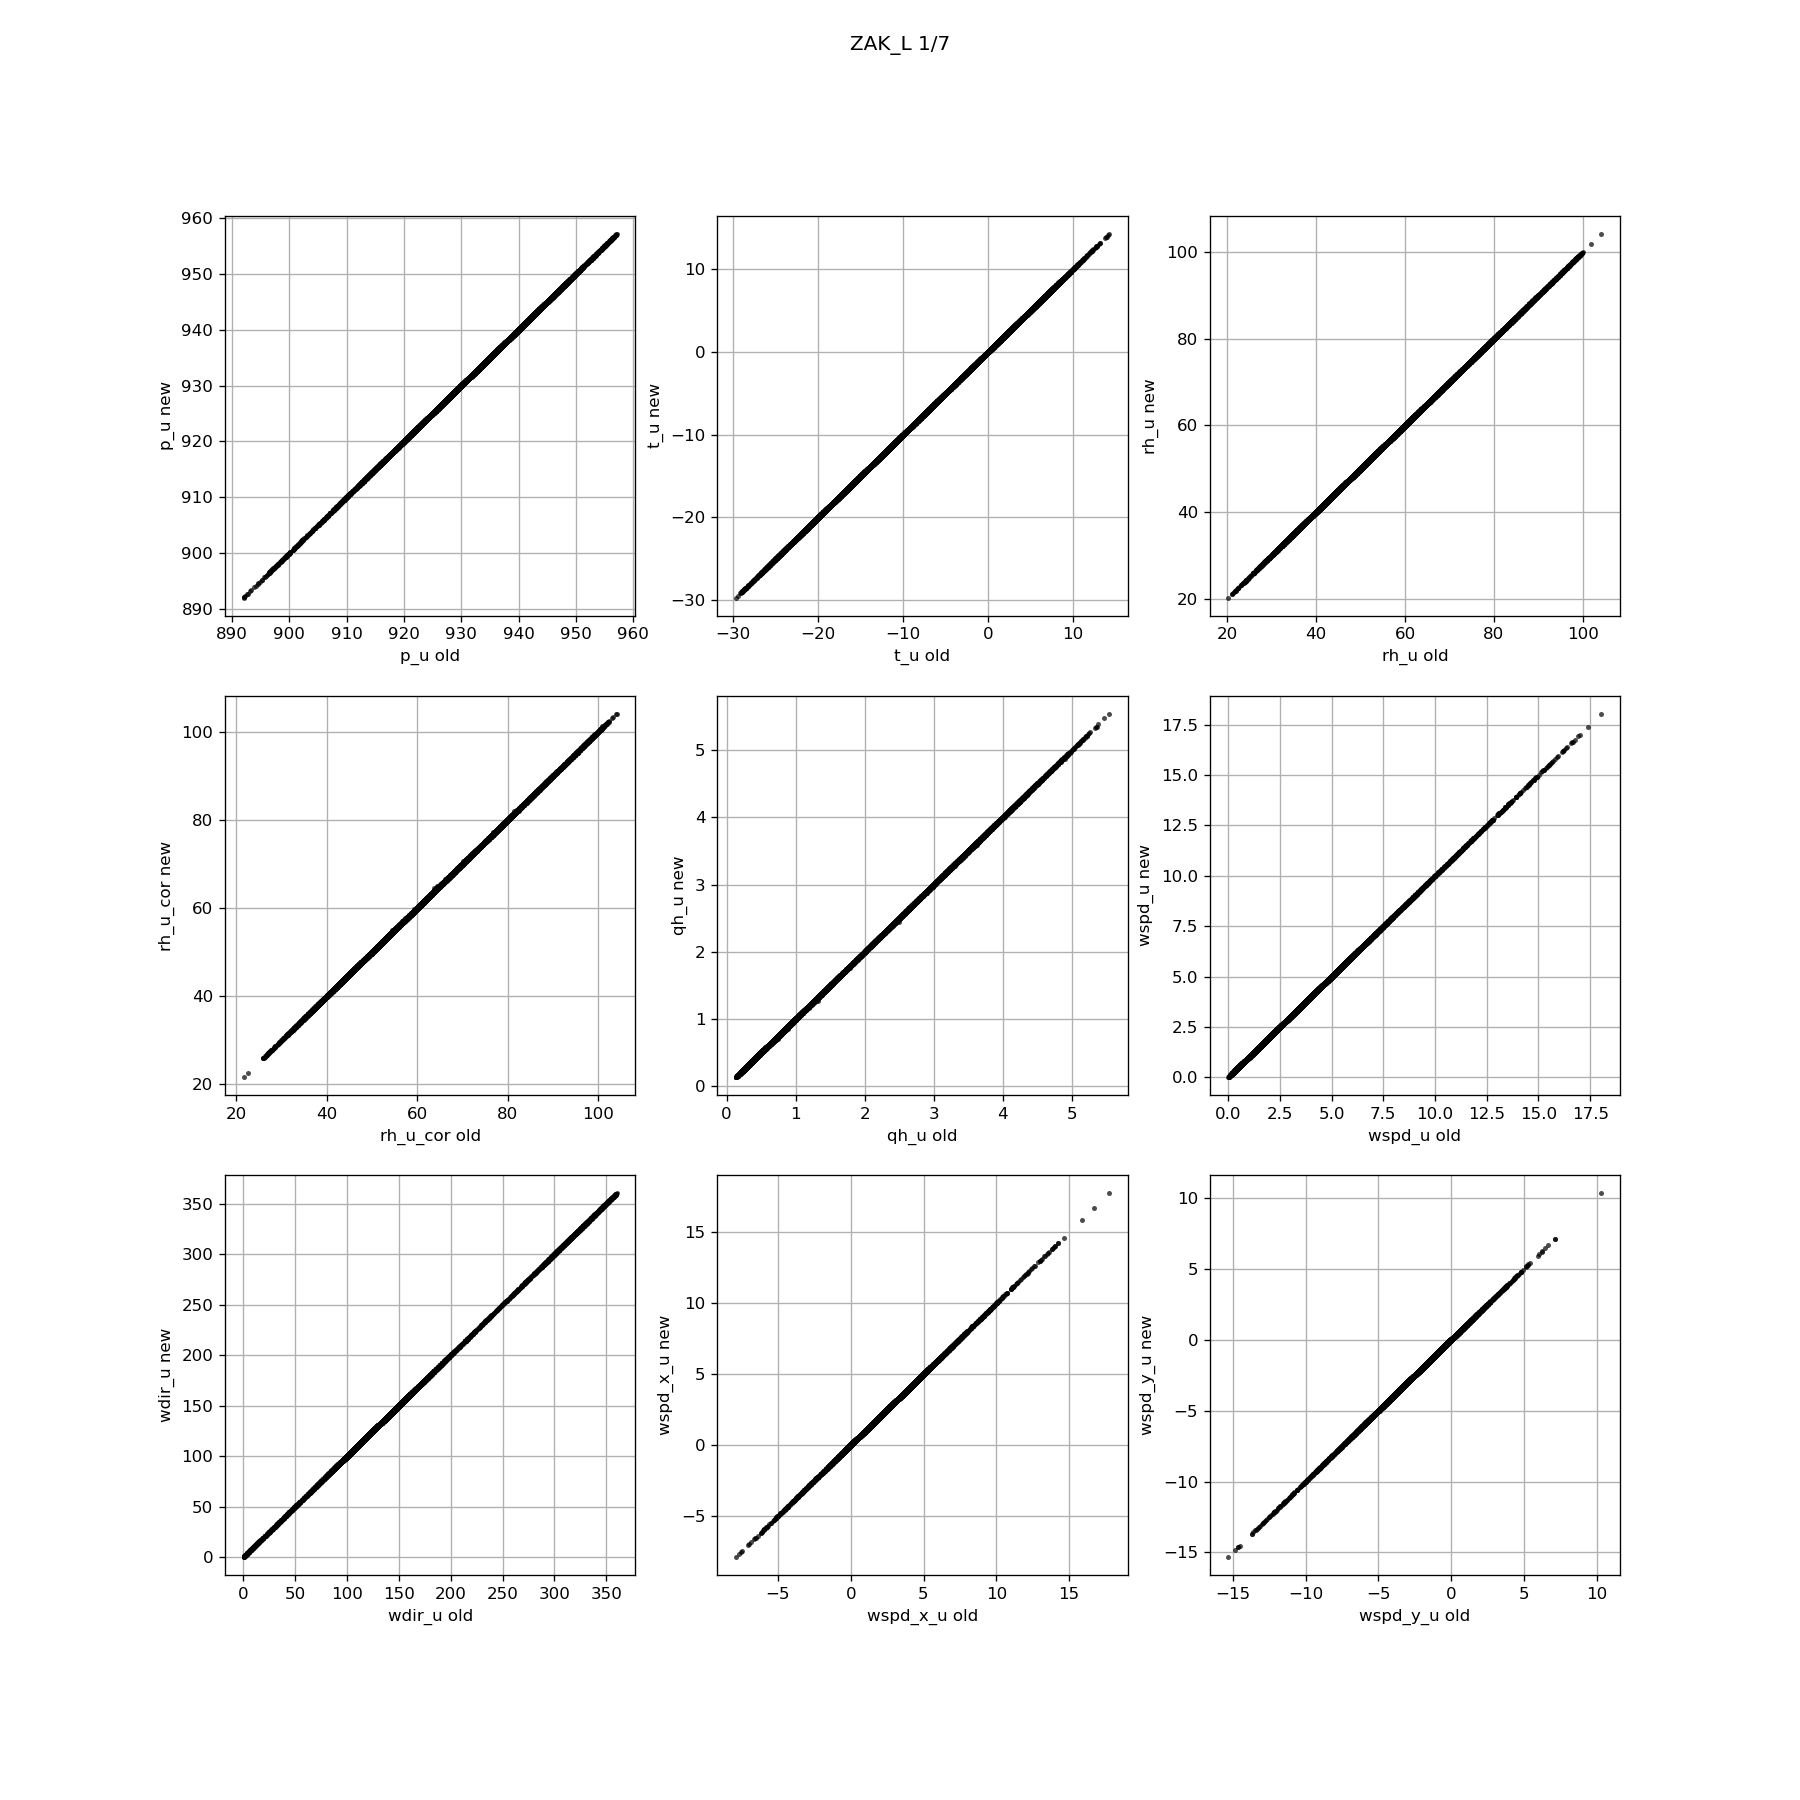 ZAK_L 1/7
960
950
940
930
920
910
900
890
p_u new
890 900 910 920 930 940 950 960
p_u old
10
0
−10
−20
−30
t_u new
−30 −20 −10 0 10
t_u old
100
80
60
40
20
rh_u new
20 40 60 80 100
rh_u old
100
80
60
40
20
rh_u_cor new
20 40 60 80 100
rh_u_cor old
5
4
3
2
1
0
qh_u new
0 1 2 3 4 5
qh_u old
17.5
15.0
12.5
10.0
7.5
5.0
2.5
0.0
wspd_u new
0.0 2.5 5.0 7.5 10.0 12.5 15.0 17.5
wspd_u old
350
300
250
200
150
100
50
0
wdir_u new
0 50 100 150 200 250 300 350
wdir_u old
15
10
5
0
−5
wspd_x_u new
−5 0 5 10 15
wspd_x_u old
10
5
0
−5
−10
−15
wspd_y_u new
−15 −10 −5 0 5 10
wspd_y_u old